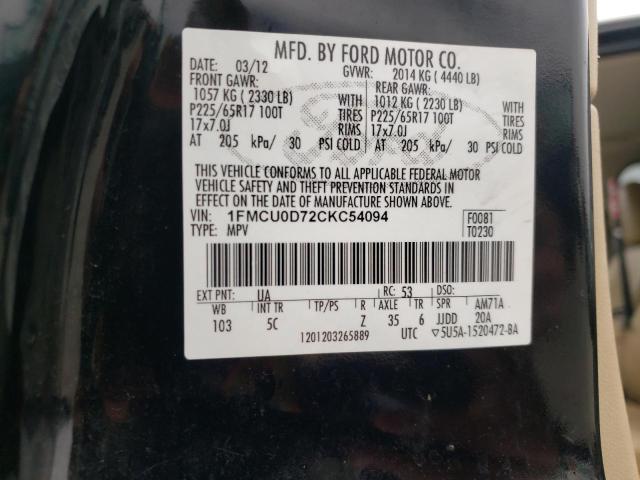 MFD. BY FORD MOTOR CO.
DATE: 03/12 GVWR: 2014 KG (4440 LB)
FRONT GAWR: REAR GAWR:
1057 KG (2330 LB) WITH 1012 KG (2230 LB) WITH
P225/65R17 100T TIRES P225/65R17 100T TIRES
17x7.0J RIMS 17x7.0J RIMS
AT 205 kPa/ 30 PSI COLD AT 205 kPa/ 30 PSI COLD
THIS VEHICLE CONFORMS TO ALL APPLICABLE FEDERAL MOTOR
VEHICLE SAFETY AND THEFT PREVENTION STANDARDS IN
EFFECT ON THE DATE OF MANUFACTURE SHOWN ABOVE.
VIN: 1FMCU0D72CKC54094 F0081
TYPE: MPV T0230
EXT PNT: UA RC: 53 DSO:
WB INT TR TP/PS R AXLE TR SPR AM71A
103 5C Z 35 6 JJDD 20A
1201203265889 UTC ▽5U5A-1520472-BA
Ford